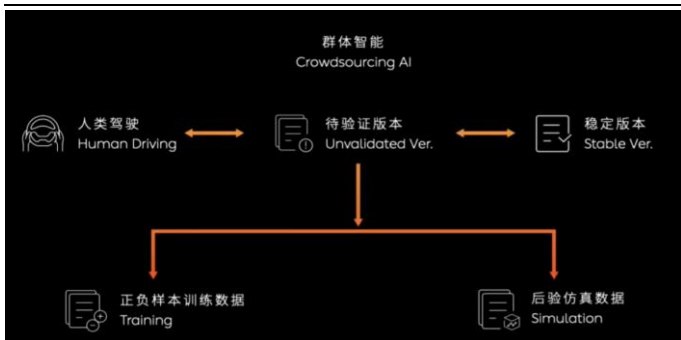 群体智能
Crowdsourcing AI
人类驾驶
Human Driving
待验证版本
Unvalidated Ver.
稳定版本
Stable Ver.
正负样本训练数据
Training
后验仿真数据
Simulation